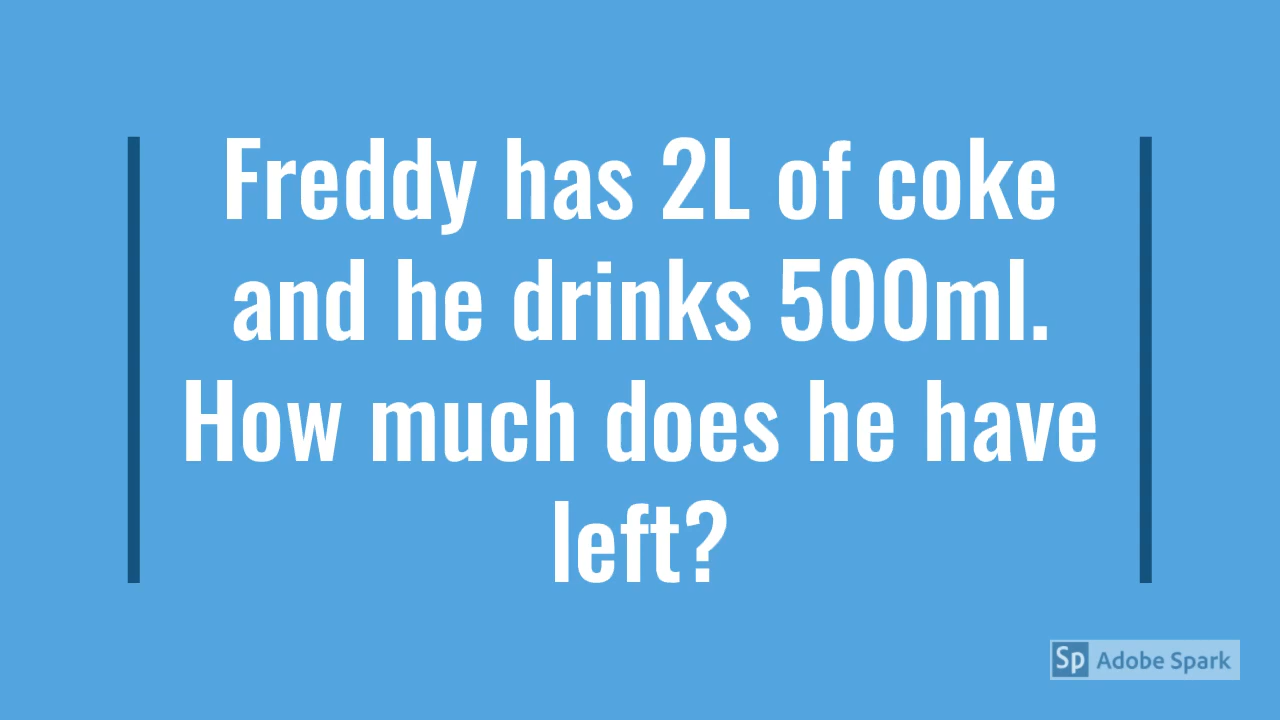 Freddy has 2L of coke
and he drinks 500ml.
How much does he have
left?
Sp Adobe Spark